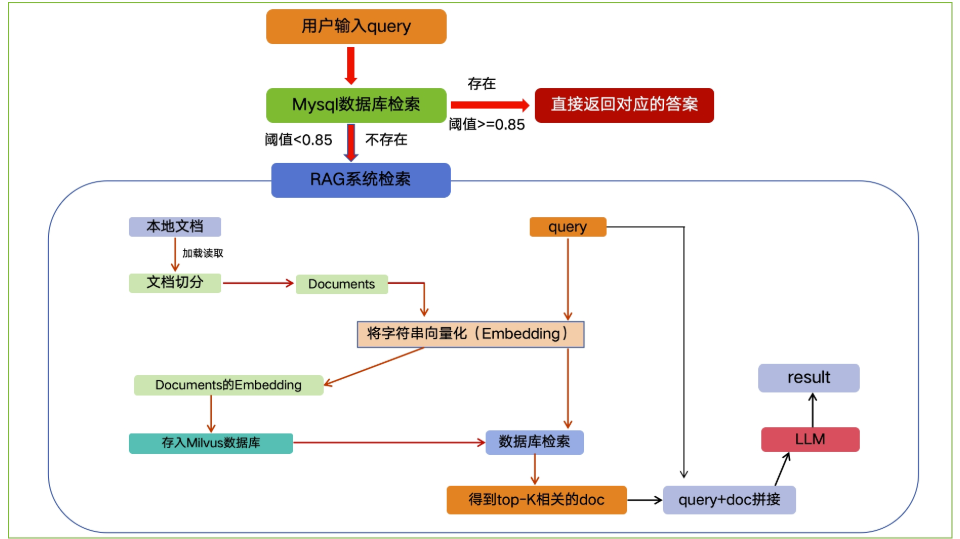 用户输入query
存在
Mysql数据库检索
直接返回对应的答案
阈值>=0.85
阈值<0.85
不存在
RAG系统检索
本地文档
query
加载读取
文档切分
Documents
将字符串向量化（Embedding）
Documents的Embedding
result
存入Milvus数据库
数据库检索
LLM
得到top-K相关的doc
query+doc拼接